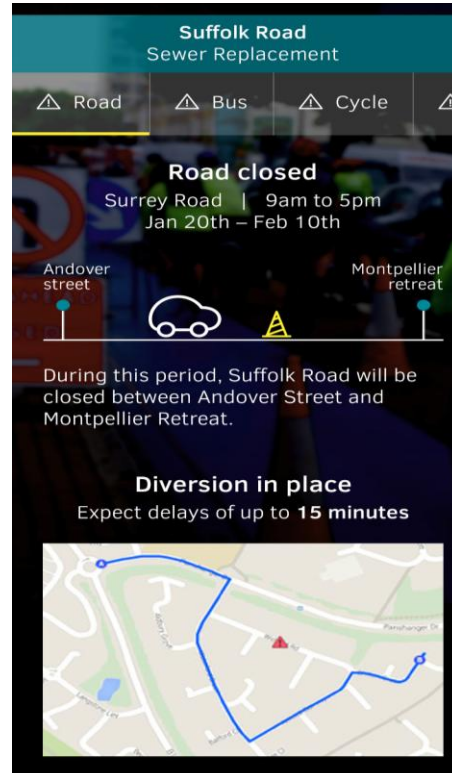 Suffolk Road
Sewer Replacement
Road
Bus
Cycle
Road closed
Surrey Road | 9am to 5pm
Jan 20th – Feb 10th
Andover
street
Montpellier
retreat
During this period, Suffolk Road will be
closed between Andover Street and
Montpellier Retreat.
Diversion in place
Expect delays of up to 15 minutes